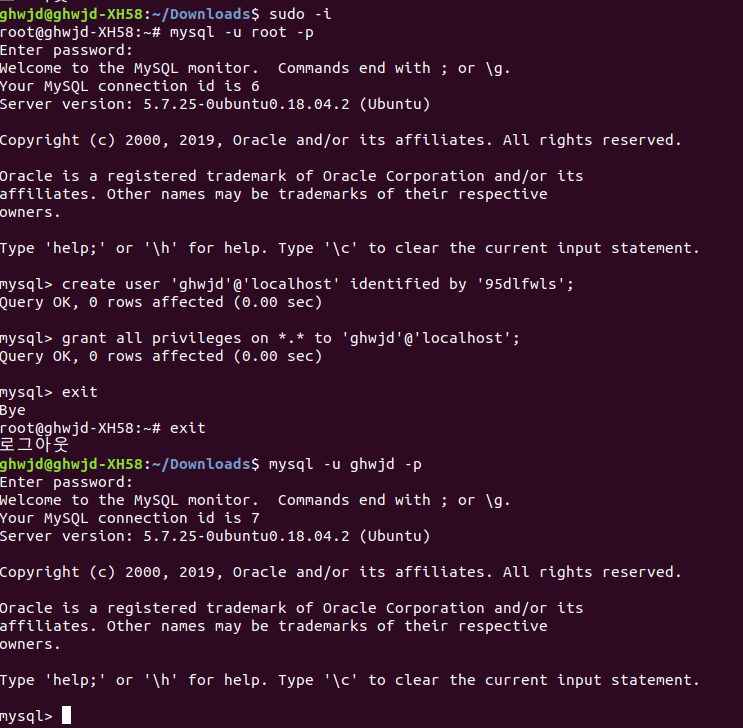 ghwjd@ghwjd-XH58:~/Downloads$ sudo -i
root@ghwjd-XH58:~# mysql -u root -p
Enter password:
Welcome to the MySQL monitor.  Commands end with ; or \g.
Your MySQL connection id is 6
Server version: 5.7.25-0ubuntu0.18.04.2 (Ubuntu)

Copyright (c) 2000, 2019, Oracle and/or its affiliates. All rights reserved.

Oracle is a registered trademark of Oracle Corporation and/or its
affiliates. Other names may be trademarks of their respective
owners.

Type 'help;' or '\h' for help. Type '\c' to clear the current input statement.

mysql> create user 'ghwjd'@'localhost' identified by '95dlfwls';
Query OK, 0 rows affected (0.00 sec)

mysql> grant all privileges on *.* to 'ghwjd'@'localhost';
Query OK, 0 rows affected (0.00 sec)

mysql> exit
Bye
root@ghwjd-XH58:~# exit
로그아웃
ghwjd@ghwjd-XH58:~/Downloads$ mysql -u ghwjd -p
Enter password:
Welcome to the MySQL monitor.  Commands end with ; or \g.
Your MySQL connection id is 7
Server version: 5.7.25-0ubuntu0.18.04.2 (Ubuntu)

Copyright (c) 2000, 2019, Oracle and/or its affiliates. All rights reserved.

Oracle is a registered trademark of Oracle Corporation and/or its
affiliates. Other names may be trademarks of their respective
owners.

Type 'help;' or '\h' for help. Type '\c' to clear the current input statement.

mysql>